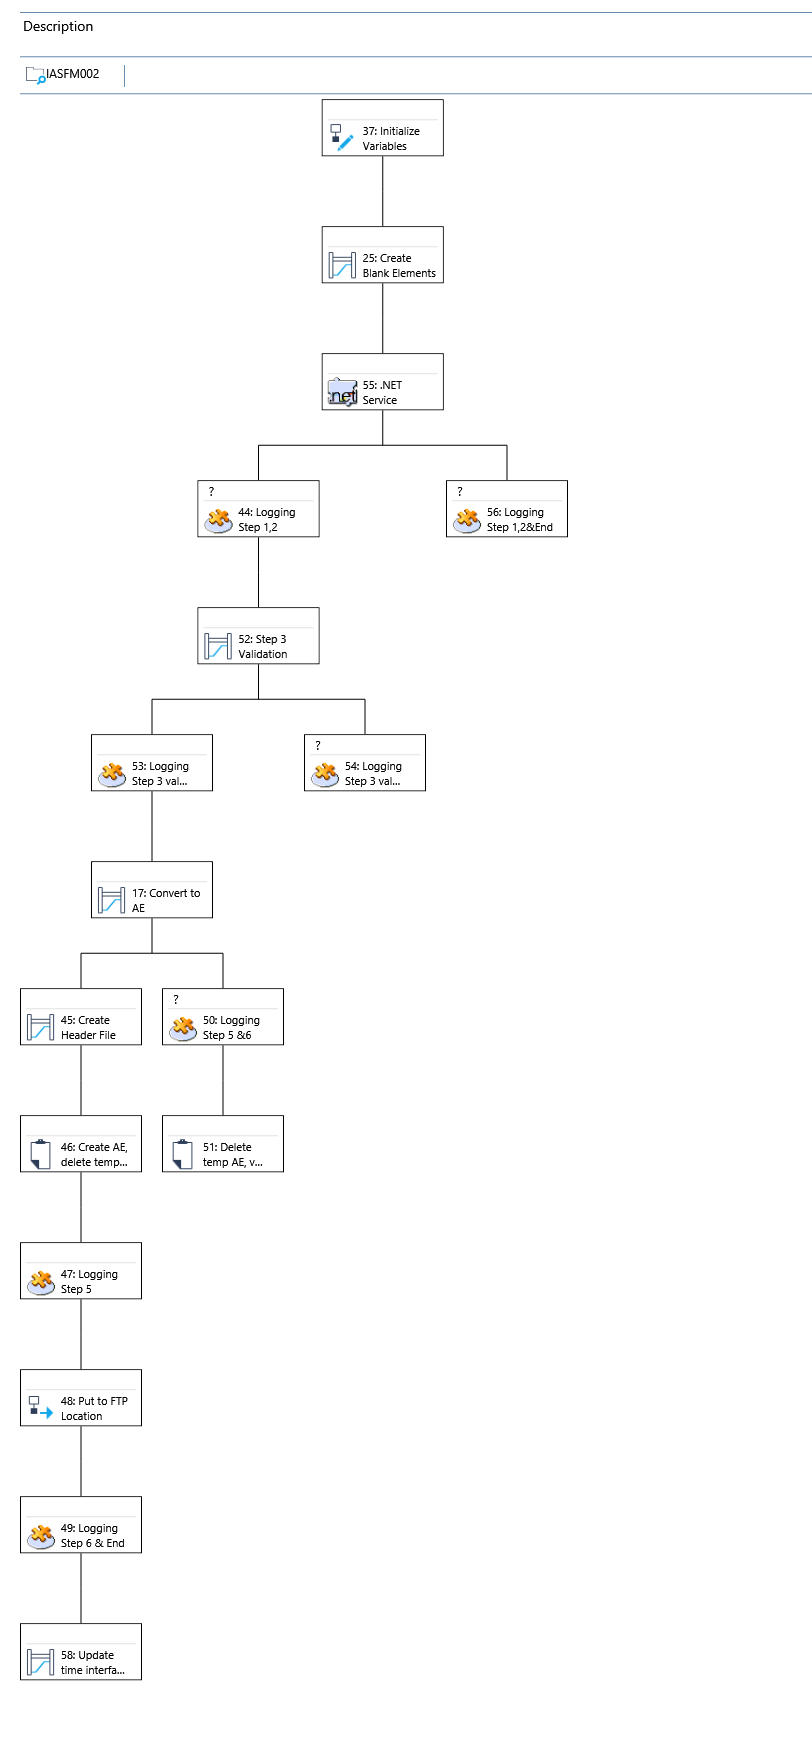 Description
IASFM002
37: Initialize
Variables
25: Create
Blank Elements
.net
55: .NET
Service
?
44: Logging
Step 1,2
?
56: Logging
Step 1,2&End
52: Step 3
Validation
53: Logging
Step 3 val...
?
54: Logging
Step 3 val...
17: Convert to
AE
45: Create
Header File
?
50: Logging
Step 5 &6
46: Create AE,
delete temp...
51: Delete
temp AE, v...
47: Logging
Step 5
48: Put to FTP
Location
49: Logging
Step 6 & End
58: Update
time interfa...